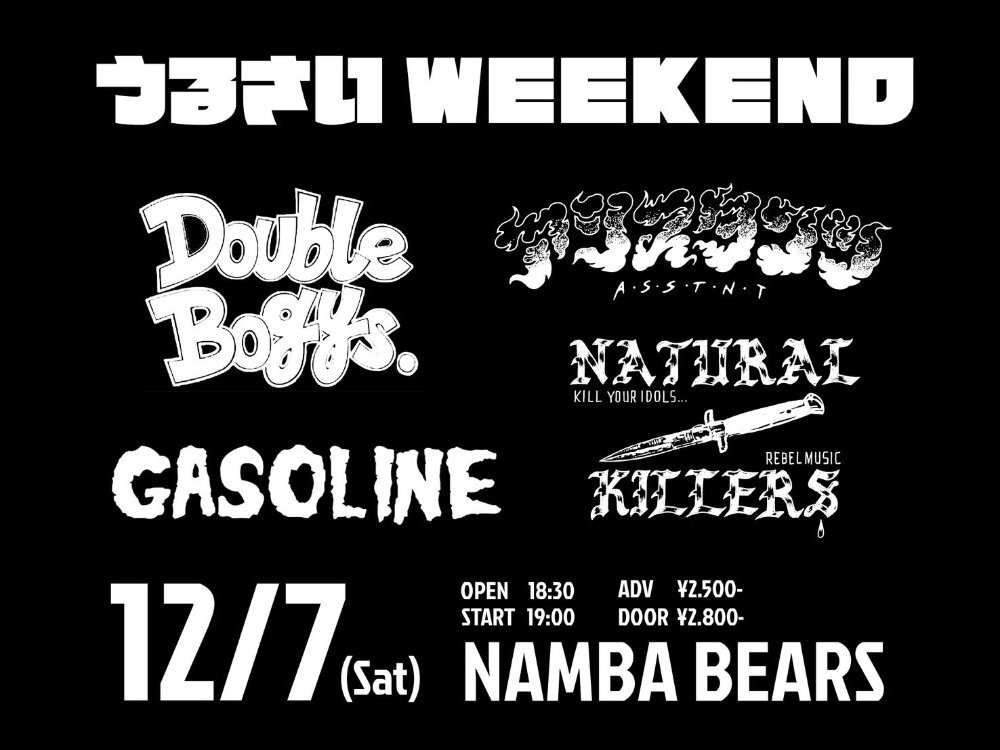 うるさい WEEKEND
Double
Bogys.
A・S・S・T・N・T
NATURAL
KILL YOUR IDOLS...
REBEL MUSIC
KILLERS
GASOLINE
12/7 (Sat)
OPEN 18:30 ADV ¥2.500-
START 19:00 DOOR ¥2.800-
NAMBA BEARS